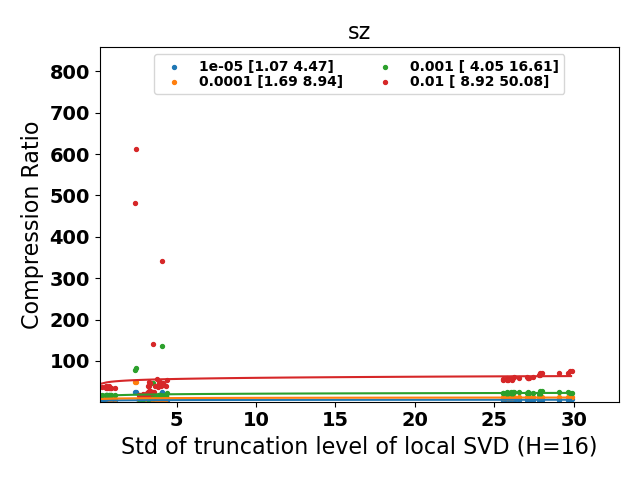 sz
1e-05 [1.07 4.47]
0.0001 [1.69 8.94]
0.001 [ 4.05 16.61]
0.01 [ 8.92 50.08]
Compression Ratio
800
700
600
500
400
300
200
100
5 10 15 20 25 30
Std of truncation level of local SVD (H=16)